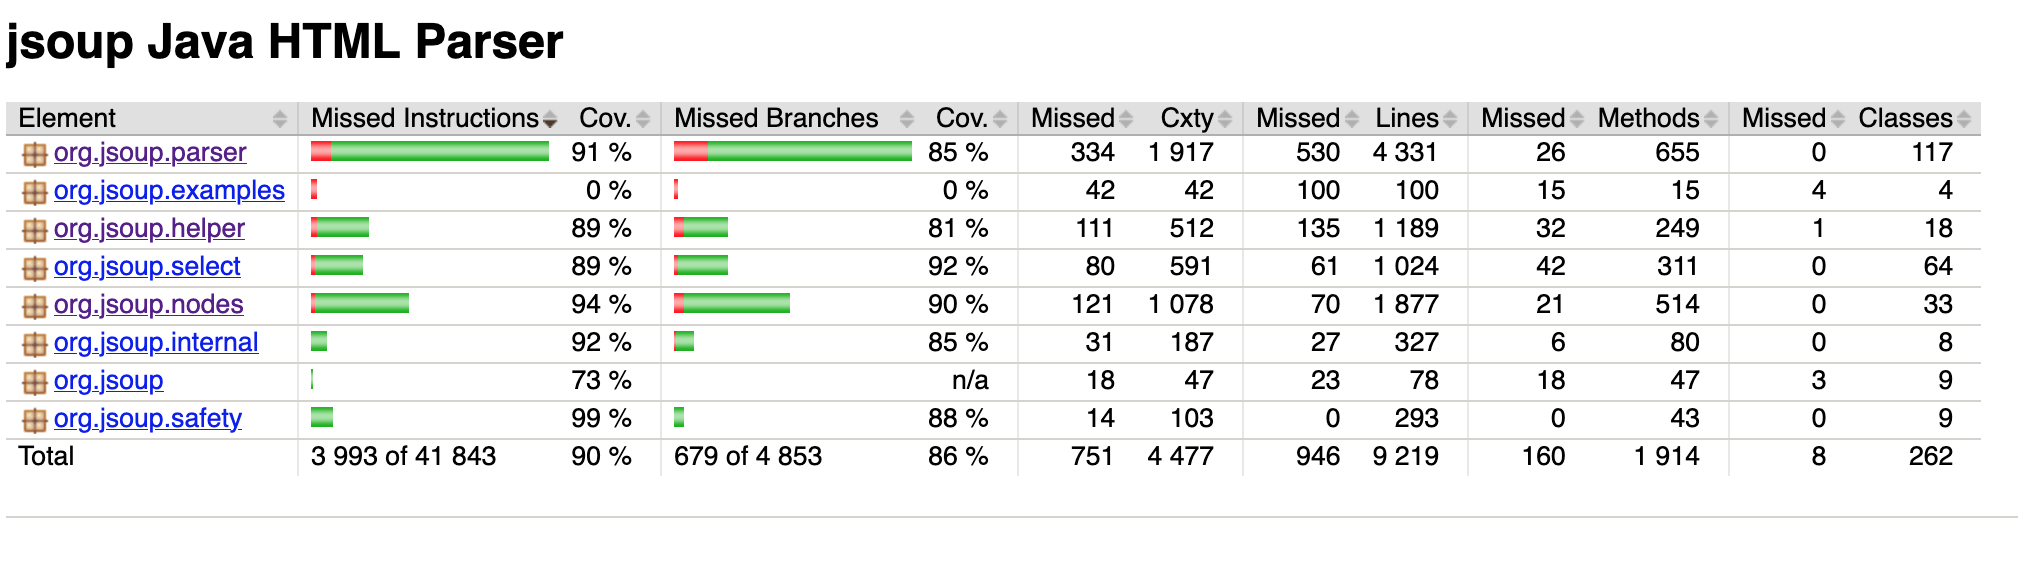 jsoup Java HTML Parser
Element Missed Instructions Cov. Missed Branches Cov. Missed Cxty Missed Lines Missed Methods Missed Classes
org.jsoup.parser 91 % 85 % 334 1 917 530 4 331 26 655 0 117
org.jsoup.examples 0 % 0 % 42 42 100 100 15 15 4 4
org.jsoup.helper 89 % 81 % 111 512 135 1 189 32 249 1 18
org.jsoup.select 89 % 92 % 80 591 61 1 024 42 311 0 64
org.jsoup.nodes 94 % 90 % 121 1 078 70 1 877 21 514 0 33
org.jsoup.internal 92 % 85 % 31 187 27 327 6 80 0 8
org.jsoup 73 % n/a 18 47 23 78 18 47 3 9
org.jsoup.safety 99 % 88 % 14 103 0 293 0 43 0 9
Total 3 993 of 41 843 90 % 679 of 4 853 86 % 751 4 477 946 9 219 160 1 914 8 262